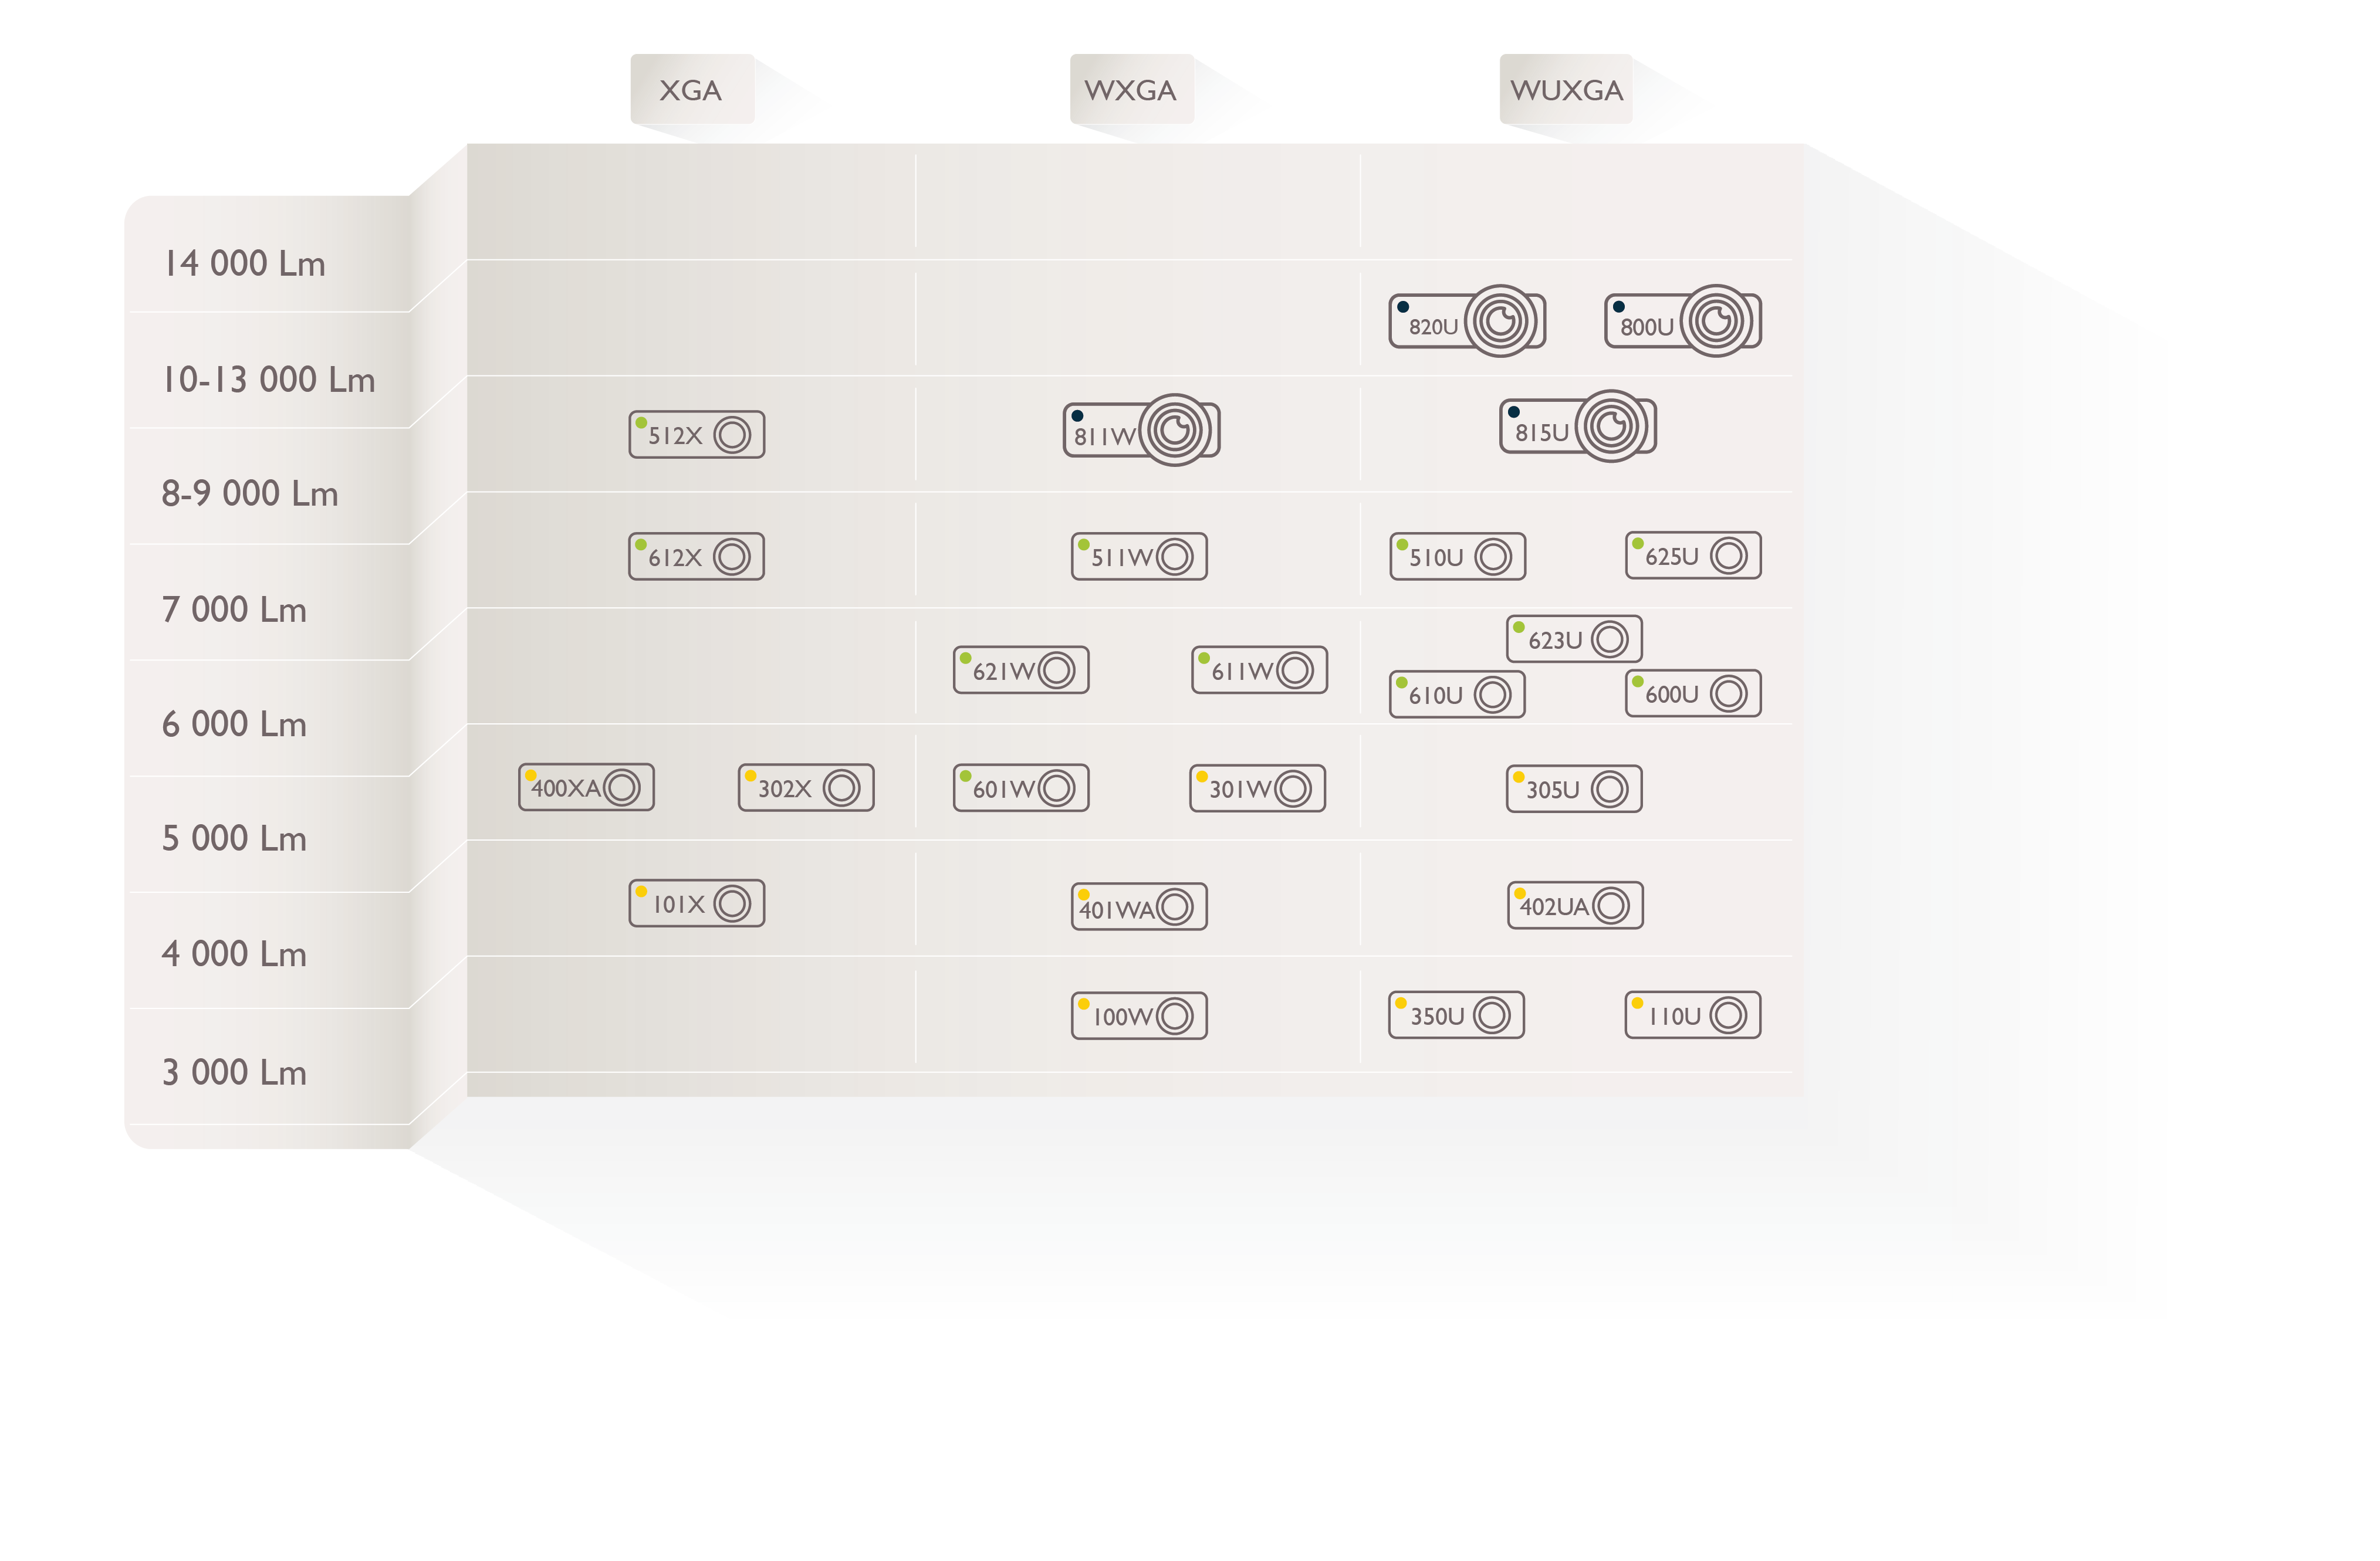 XGA
WXGA
WUXGA
14 000 Lm
10-13 000 Lm
820U
800U
8-9 000 Lm
512X
811W
815U
7 000 Lm
612X
511W
510U
625U
6 000 Lm
621W
611W
623U
610U
600U
5 000 Lm
400XA
302X
601W
301W
305U
4 000 Lm
101X
401WA
402UA
3 000 Lm
100W
350U
110U